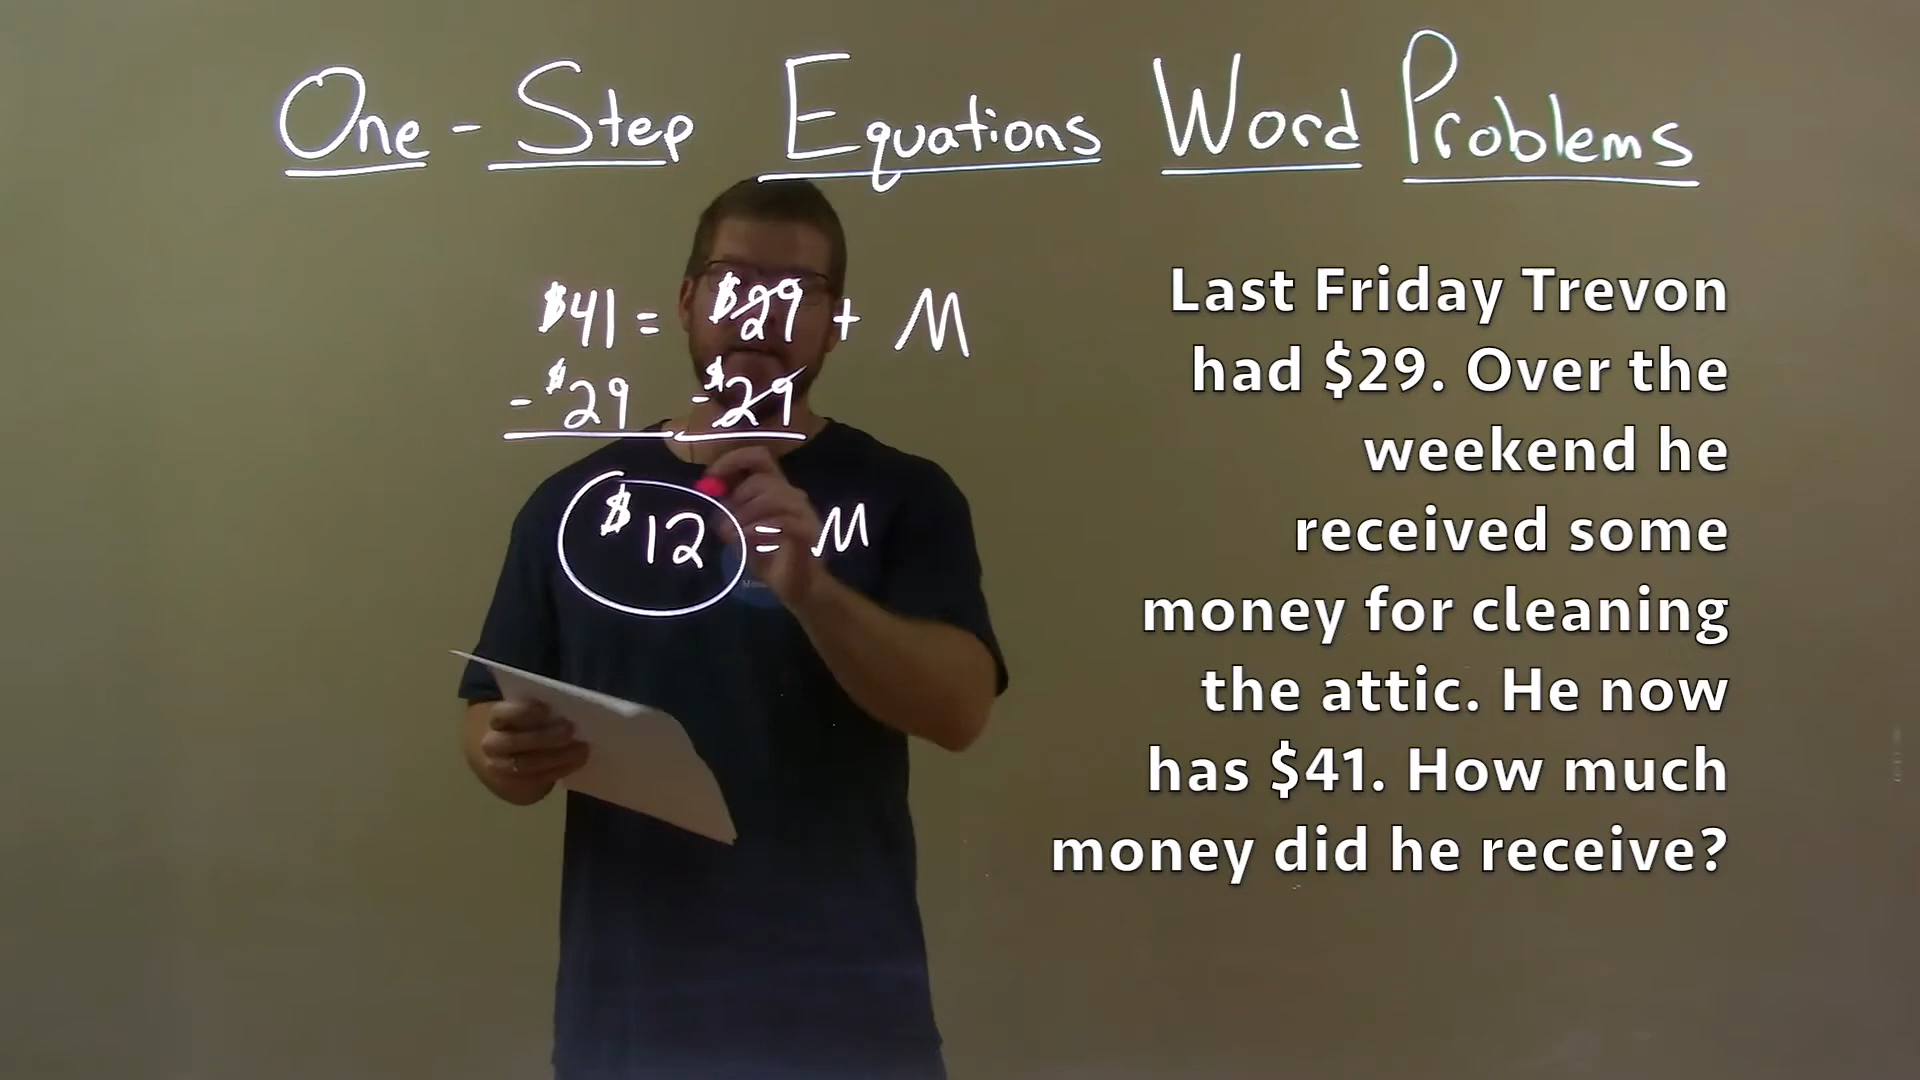 One - Step Equations Word Problems
$41 = $29 + M
- $29 - $29
$12 = M
Last Friday Trevon
had $29. Over the
weekend he
received some
money for cleaning
the attic. He now
has $41. How much
money did he receive?